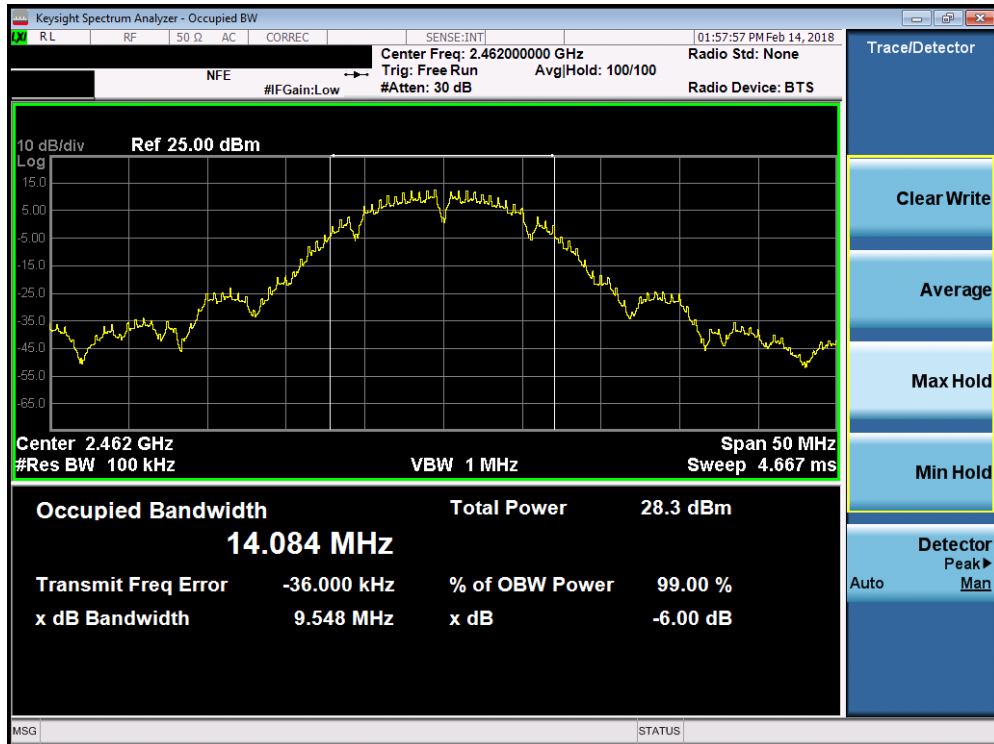 Keysight Spectrum Analyzer - Occupied BW
LXI RL RF 50 Ω AC CORREC SENSE:INT 01:57:57 PM Feb 14, 2018
Center Freq: 2.462000000 GHz Radio Std: None
NFE Trig: Free Run Avg|Hold: 100/100
#IFGain:Low #Atten: 30 dB Radio Device: BTS
10 dB/div Ref 25.00 dBm
Log
15.0
5.00
-5.00
-15.0
-25.0
-35.0
-45.0
-55.0
-65.0
Center 2.462 GHz Span 50 MHz
#Res BW 100 kHz VBW 1 MHz Sweep 4.667 ms
Occupied Bandwidth Total Power 28.3 dBm
14.084 MHz
Transmit Freq Error -36.000 kHz % of OBW Power 99.00 %
x dB Bandwidth 9.548 MHz x dB -6.00 dB
MSG STATUS
Trace/Detector
Clear Write
Average
Max Hold
Min Hold
Detector
Peak▶
Auto Man